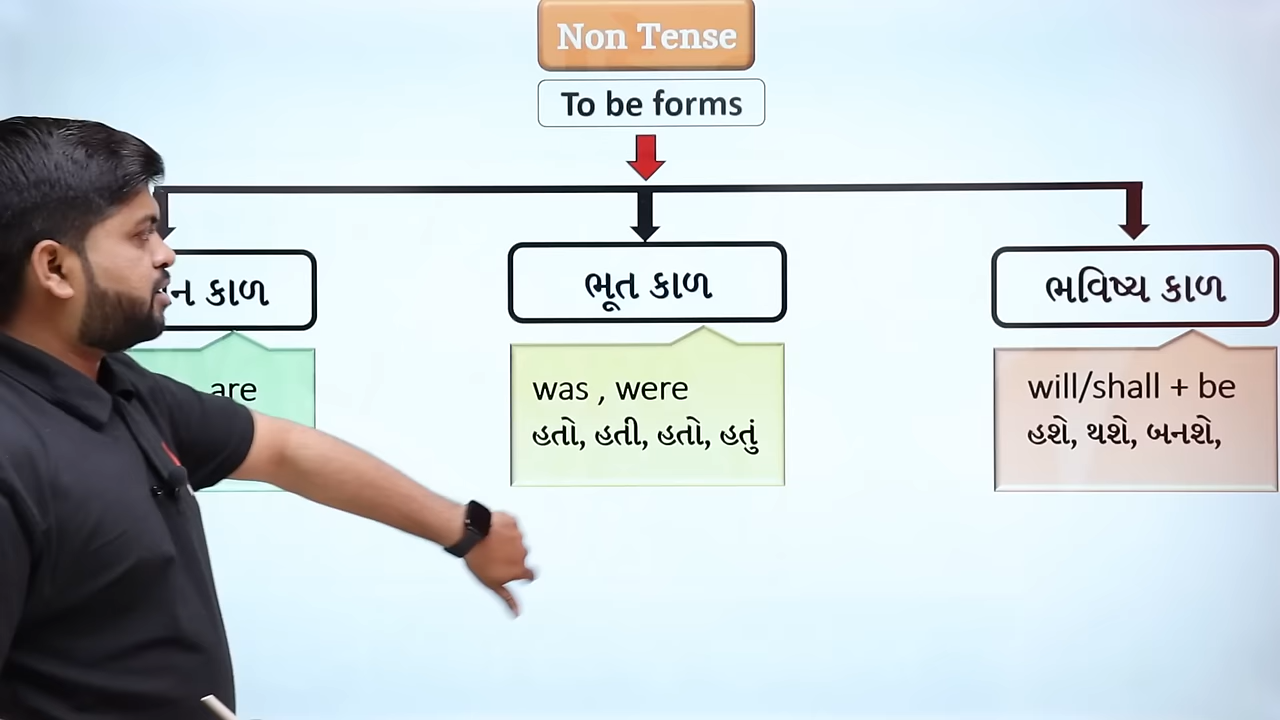 Non Tense
To be forms
કાળ
ભૂત કાળ
ભવિષ્ય કાળ
are
was , were
હતો, હતી, હતો, હતું
will/shall + be
હશે, થશે, બનશે,